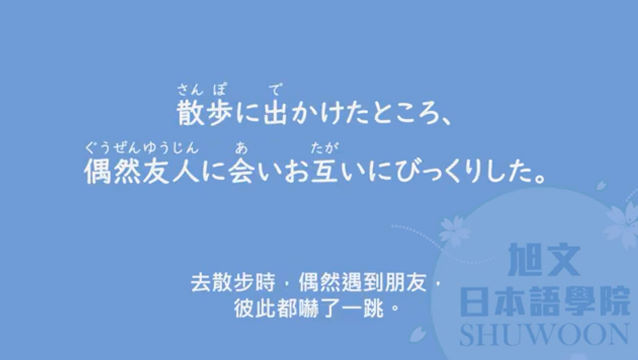 さん ぽ で
散歩に出かけたところ、
ぐうぜんゆうじん あ たが
偶然友人に会いお互いにびっくりした。
去散步時，偶然遇到朋友，
彼此都嚇了一跳。
旭文
日本語學院
SHUWOON